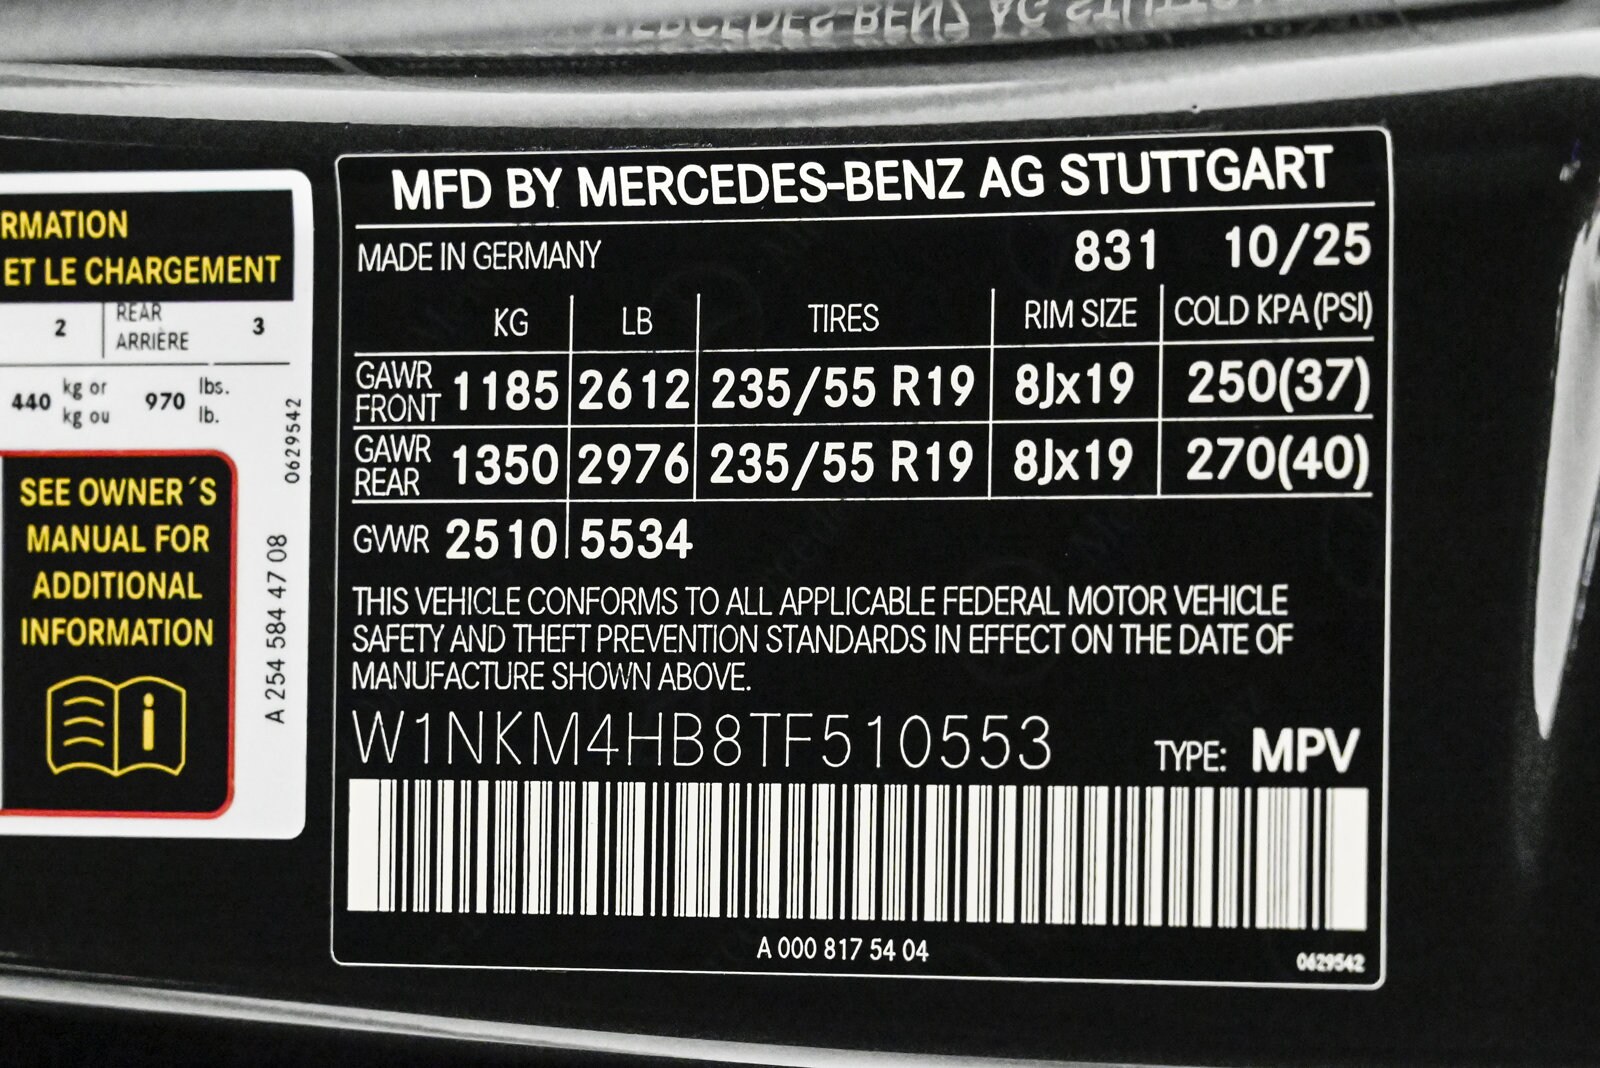 RMATION
ET LE CHARGEMENT
2 REAR 3
ARRIÈRE
440 kg or 970 lbs.
kg ou lb.
0629542
SEE OWNER´S
MANUAL FOR
ADDITIONAL
INFORMATION
i
A 254 584 47 08
MFD BY MERCEDES-BENZ AG STUTTGART
MADE IN GERMANY 831 10/25
KG LB TIRES RIM SIZE COLD KPA (PSI)
GAWR FRONT 1185 2612 235/55 R19 8Jx19 250(37)
GAWR REAR 1350 2976 235/55 R19 8Jx19 270(40)
GVWR 2510 5534
THIS VEHICLE CONFORMS TO ALL APPLICABLE FEDERAL MOTOR VEHICLE
SAFETY AND THEFT PREVENTION STANDARDS IN EFFECT ON THE DATE OF
MANUFACTURE SHOWN ABOVE.
W1NKM4HB8TF510553 TYPE: MPV
A 000 817 54 04
0629542